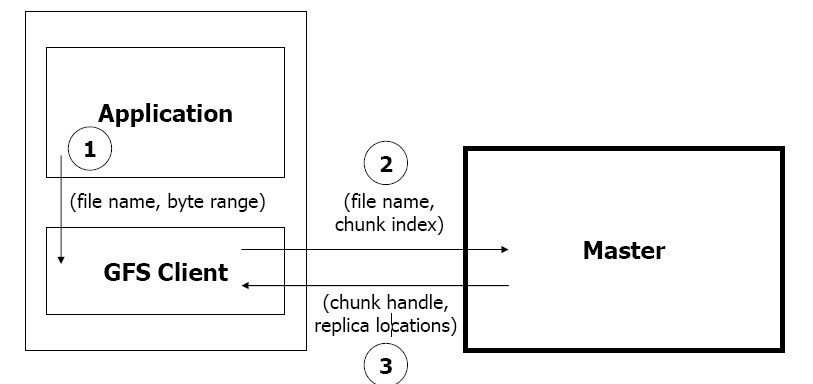 Application
1
(file name, byte range)
GFS Client
2
(file name,
chunk index)
Master
(chunk handle,
replica locations)
3